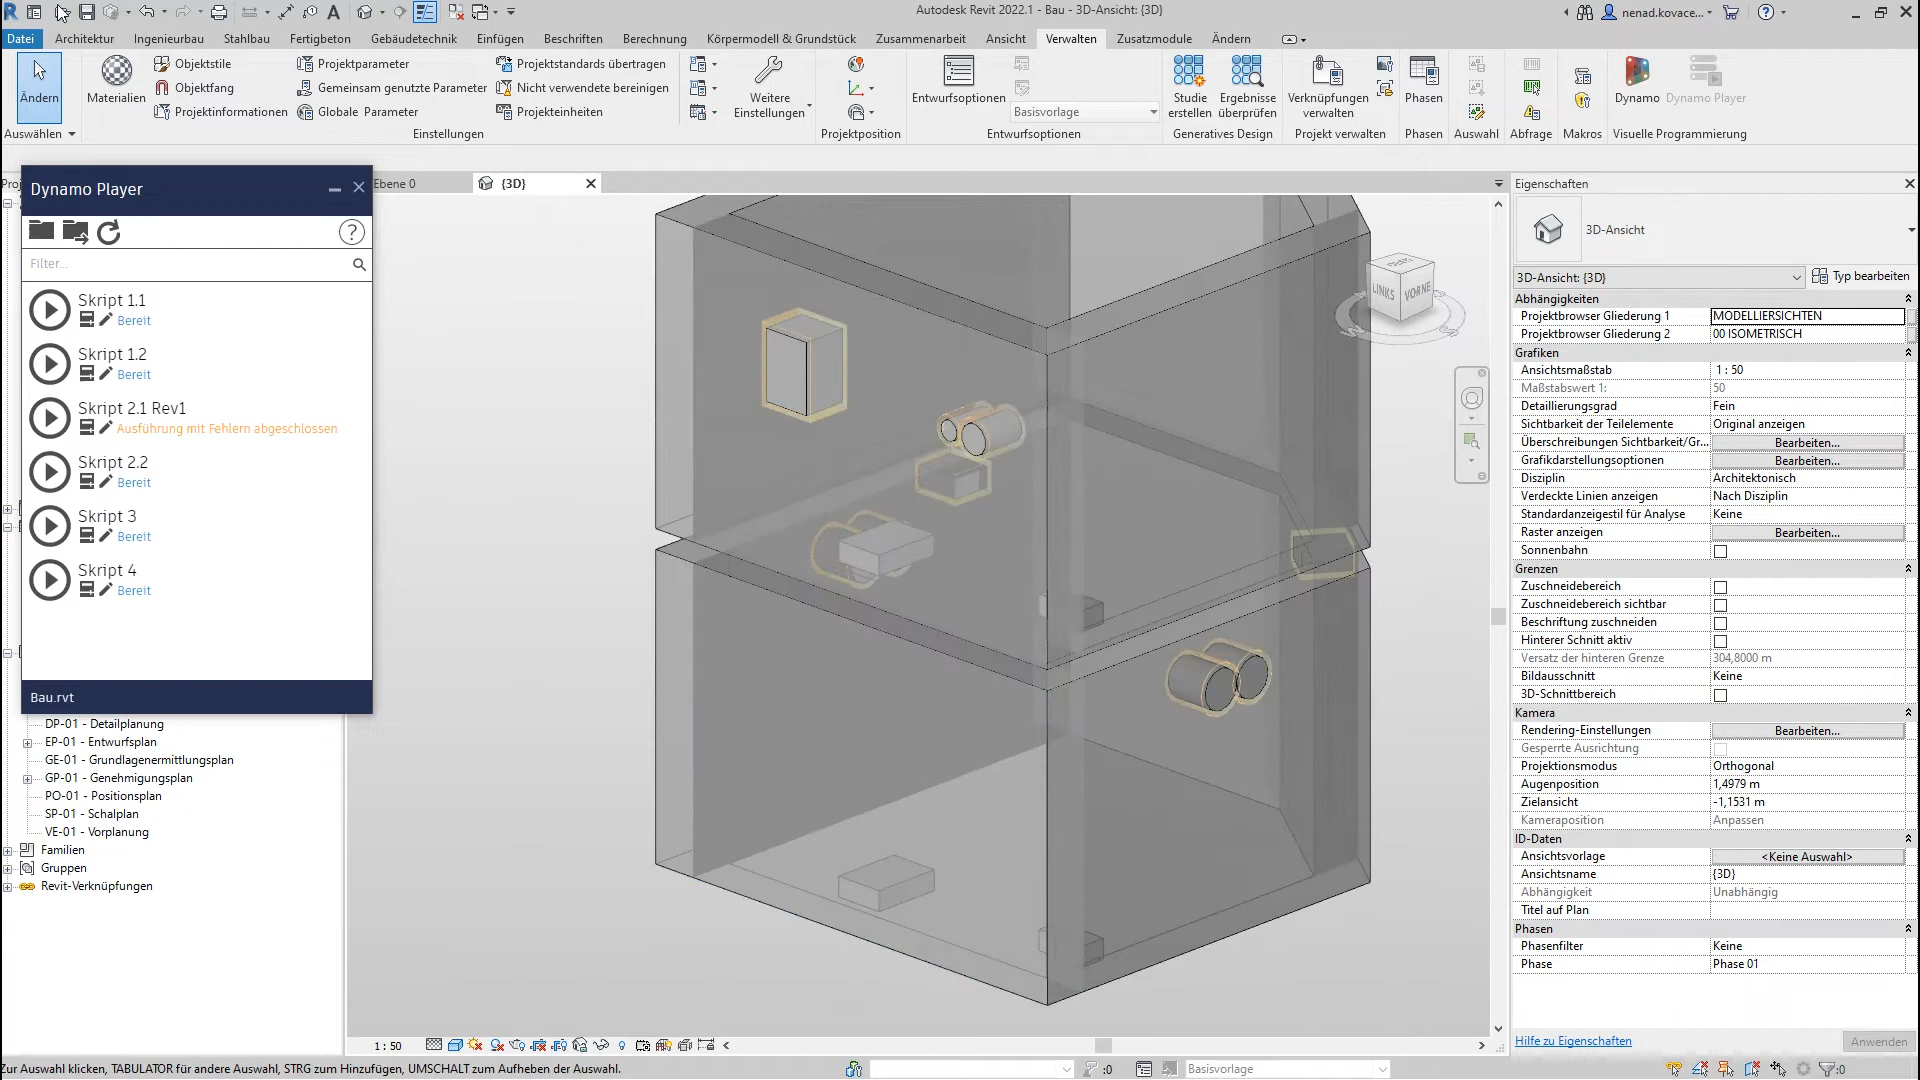 Autodesk Revit 2022.1 - Bau - 3D-Ansicht: {3D}
nenad.kovace...
Datei Architektur Ingenieurbau Stahlbau Fertigbeton Gebäudetechnik Einfügen Beschriften Berechnung Körpermodell & Grundstück Zusammenarbeit Ansicht Verwalten Zusatzmodule Ändern
Ändern
Auswählen
Materialien
Objektstile
Objektfang
Projektinformationen
Projektparameter
Gemeinsam genutzte Parameter
Globale Parameter
Projektstandards übertragen
Nicht verwendete bereinigen
Projekteinheiten
Einstellungen
Weitere
Einstellungen
Projektposition
Entwurfsoptionen
Basisvorlage
Entwurfsoptionen
Studie
erstellen
Ergebnisse
überprüfen
Generatives Design
Verknüpfungen
verwalten
Projekt verwalten
Phasen
Phasen
Auswahl
Abfrage
Makros
Dynamo
Dynamo Player
Visuelle Programmierung
Proj
Dynamo Player
Filter...
Skript 1.1
Bereit
Skript 1.2
Bereit
Skript 2.1 Rev1
Ausführung mit Fehlern abgeschlossen
Skript 2.2
Bereit
Skript 3
Bereit
Skript 4
Bereit
Bau.rvt
DP-01 - Detailplanung
EP-01 - Entwurfsplan
GE-01 - Grundlagenermittlungsplan
GP-01 - Genehmigungsplan
PO-01 - Positionsplan
SP-01 - Schalplan
VE-01 - Vorplanung
Familien
Gruppen
Revit-Verknüpfungen
Ebene 0
{3D}
LINKS
VORNE
1 : 50
Eigenschaften
3D-Ansicht
3D-Ansicht: {3D}
Typ bearbeiten
Abhängigkeiten
Projektbrowser Gliederung 1 MODELLIERSICHTEN
Projektbrowser Gliederung 2 00 ISOMETRISCH
Grafiken
Ansichtsmaßstab 1 : 50
Maßstabswert 1: 50
Detaillierungsgrad Fein
Sichtbarkeit der Teilelemente Original anzeigen
Überschreibungen Sichtbarkeit/Gr... Bearbeiten...
Grafikdarstellungsoptionen Bearbeiten...
Disziplin Architektonisch
Verdeckte Linien anzeigen Nach Disziplin
Standardanzeigestil für Analyse Keine
Raster anzeigen Bearbeiten...
Sonnenbahn
Grenzen
Zuschneidebereich
Zuschneidebereich sichtbar
Beschriftung zuschneiden
Hinterer Schnitt aktiv
Versatz der hinteren Grenze 304,8000 m
Bildausschnitt Keine
3D-Schnittbereich
Kamera
Rendering-Einstellungen Bearbeiten...
Gesperte Ausrichtung
Projektionsmodus Orthogonal
Augenposition 1,4979 m
Zielansicht -1,1531 m
Kameraposition Anpassen
ID-Daten
Ansichtsvorlage <Keine Auswahl>
Ansichtsname {3D}
Abhängigkeit Unabhängig
Titel auf Plan
Phasen
Phasenfilter Keine
Phase Phase 01
Hilfe zu Eigenschaften
Anwenden
Zur Auswahl klicken, TABULATOR für andere Auswahl, STRG zum Hinzufügen, UMSCHALT zum Aufheben der Auswahl.
:0
Basisvorlage
:0